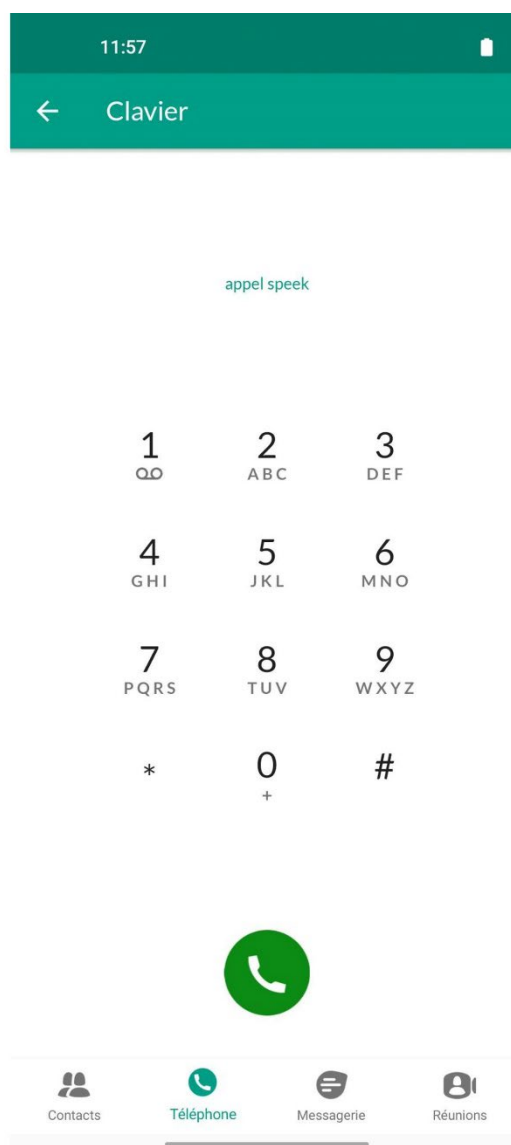 11:57
Clavier
appel speek
1 2 3
ABC DEF
4 5 6
GHI JKL MNO
7 8 9
PQRS TUV WXYZ
* 0 #
+
Contacts Téléphone Messagerie Réunions